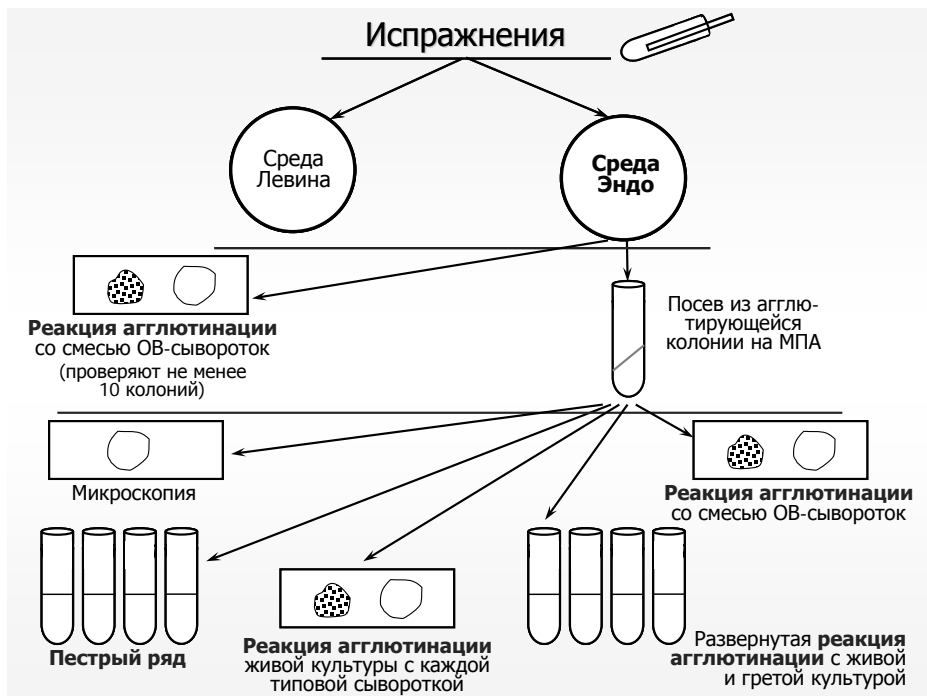 Испражнения
Среда
Левина
Среда
Эндо
Реакция агглютинации
со смесью ОВ-сывороток
(проверяют не менее
10 колоний)
Посев из агглю-
тирующейся
колонии на МПА
Микроскопия
Реакция агглютинации
со смесью ОВ-сывороток
Пестрый ряд
Реакция агглютинации
живой культуры с каждой
типовой сывороткой
Развернутая реакция
агглютинации с живой
и гретой культурой